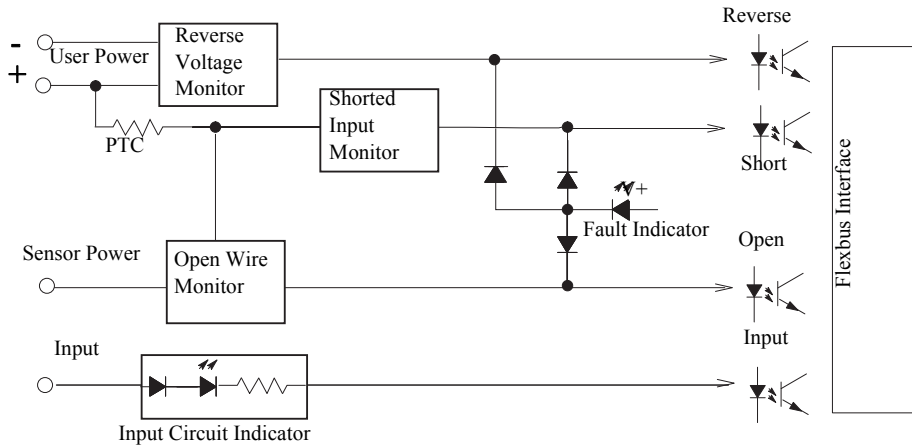 Reverse
-
User Power
+
Reverse
Voltage
Monitor
PTC
Shorted
Input
Monitor
Short
V+
Fault Indicator
Sensor Power
Open Wire
Monitor
Open
Input
Input
Input Circuit Indicator
Flexbus Interface